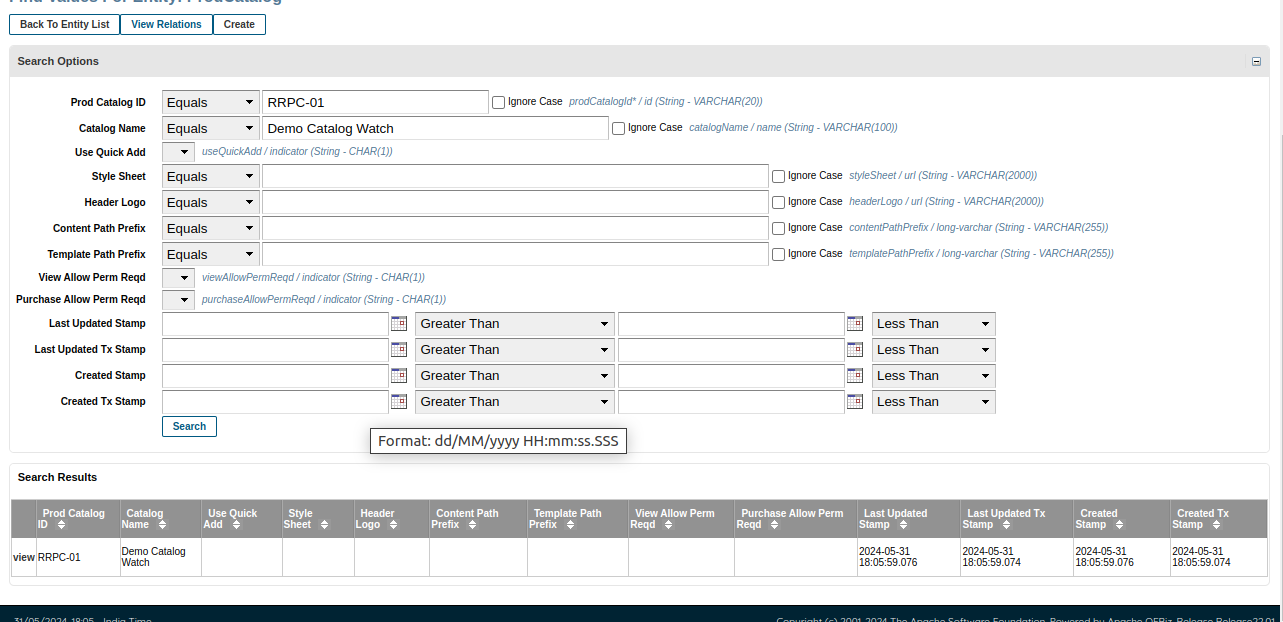 Find Values For Entity: ProdCatalog
Back To Entity List View Relations Create
Search Options
Prod Catalog ID Equals RRPC-01 Ignore Case prodCatalogId* / id (String - VARCHAR(20))
Catalog Name Equals Demo Catalog Watch Ignore Case catalogName / name (String - VARCHAR(100))
Use Quick Add useQuickAdd / indicator (String - CHAR(1))
Style Sheet Equals Ignore Case styleSheet / url (String - VARCHAR(2000))
Header Logo Equals Ignore Case headerLogo / url (String - VARCHAR(2000))
Content Path Prefix Equals Ignore Case contentPathPrefix / long-varchar (String - VARCHAR(255))
Template Path Prefix Equals Ignore Case templatePathPrefix / long-varchar (String - VARCHAR(255))
View Allow Perm Reqd viewAllowPermReqd / indicator (String - CHAR(1))
Purchase Allow Perm Reqd purchaseAllowPermReqd / indicator (String - CHAR(1))
Last Updated Stamp Greater Than Less Than
Last Updated Tx Stamp Greater Than Less Than
Created Stamp Greater Than Less Than
Created Tx Stamp Greater Than Less Than
Search
Format: dd/MM/yyyy HH:mm:ss.SSS
Search Results
Prod Catalog Catalog Use Quick Style Header Content Path Template Path View Allow Perm Purchase Allow Perm Last Updated Last Updated Tx Created Created Tx
ID Name Add Sheet Logo Prefix Prefix Reqd Reqd Stamp Stamp Stamp Stamp
view RRPC-01 Demo Catalog 2024-05-31 2024-05-31 2024-05-31 2024-05-31
Watch 18:05:59.076 18:05:59.074 18:05:59.076 18:05:59.074
31/05/2024, 18:05 - India Time Copyright (c) 2001-2024 The Apache Software Foundation. Powered by Apache OFBiz. Release Release22.01